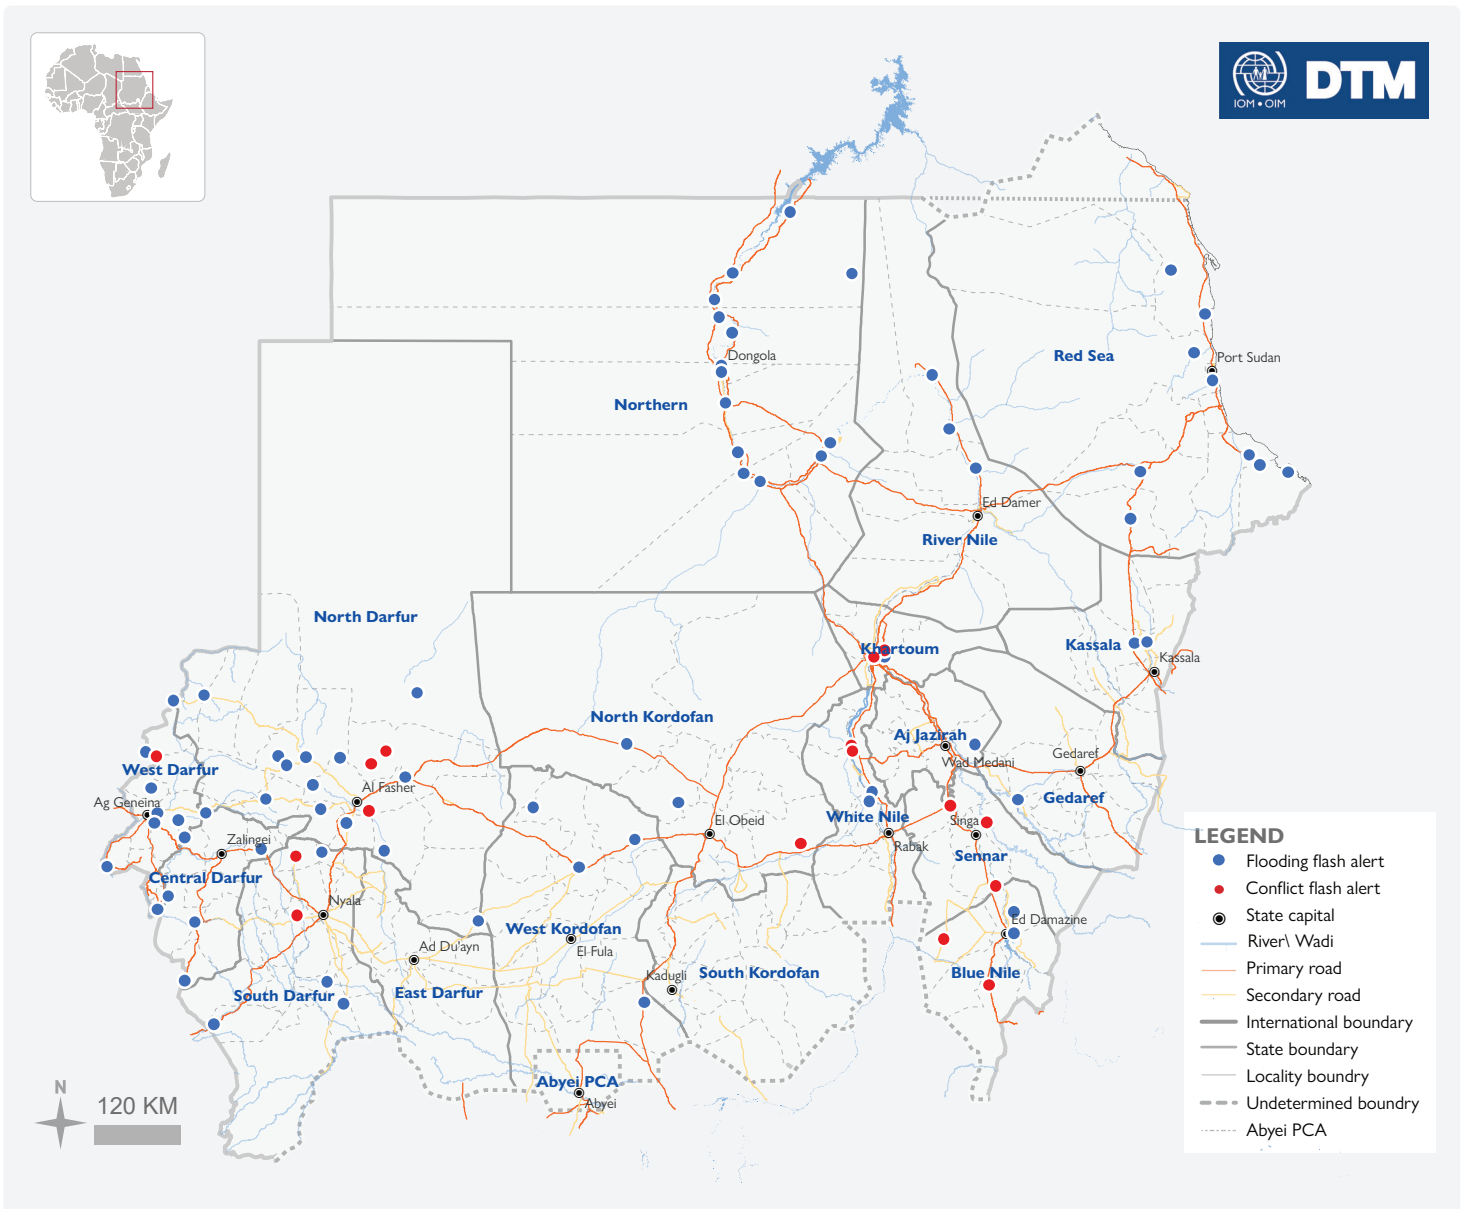 IOM • OIM
DTM
Dongola
Northern
Red Sea
Port Sudan
Ed Damer
River Nile
North Darfur
Khartoum
Kassala
Kassala
North Kordofan
Aj Jazirah
Wad Medani
Gedaref
Gedaref
West Darfur
Ag Geneina
Al Fasher
Zalingei
Central Darfur
El Obeid
White Nile
Rabak
Singa
Sennar
Nyala
West Kordofan
El Fula
Ad Du'ayn
Ed Damazine
Blue Nile
South Darfur
East Darfur
Kadugli
South Kordofan
Abyei PCA
Abyei
N
120 KM
LEGEND
Flooding flash alert
Conflict flash alert
State capital
River\ Wadi
Primary road
Secondary road
International boundary
State boundary
Locality boundry
Undetermined boundry
Abyei PCA